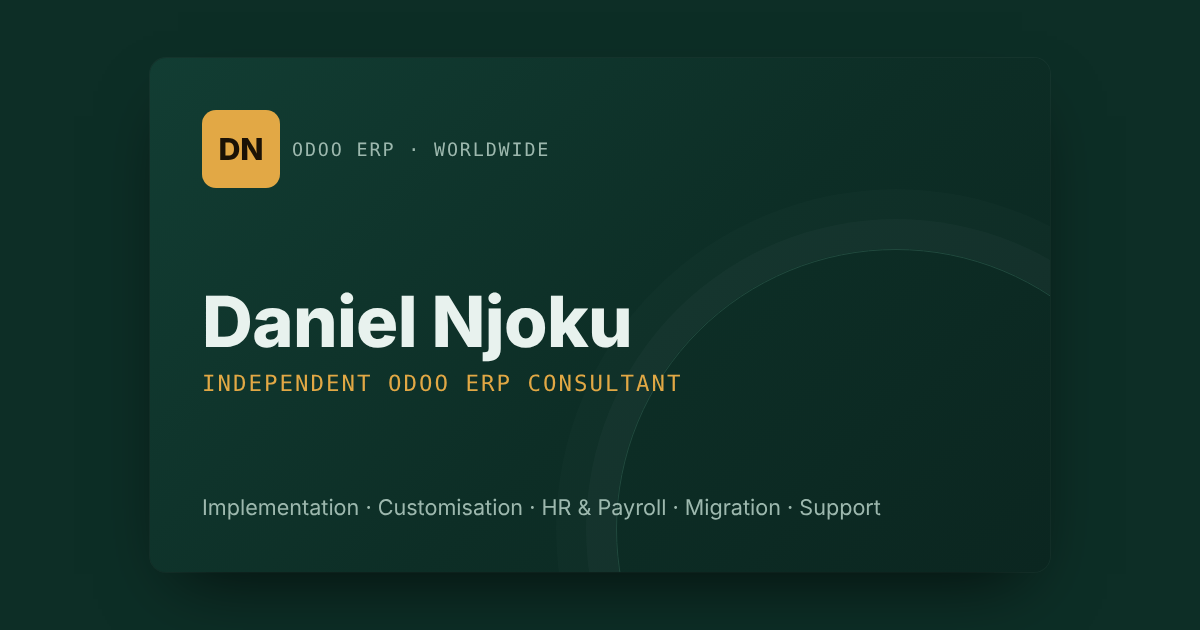 DN
ODOO ERP · WORLDWIDE
Daniel Njoku
INDEPENDENT ODOO ERP CONSULTANT
Implementation · Customisation · HR & Payroll · Migration · Support